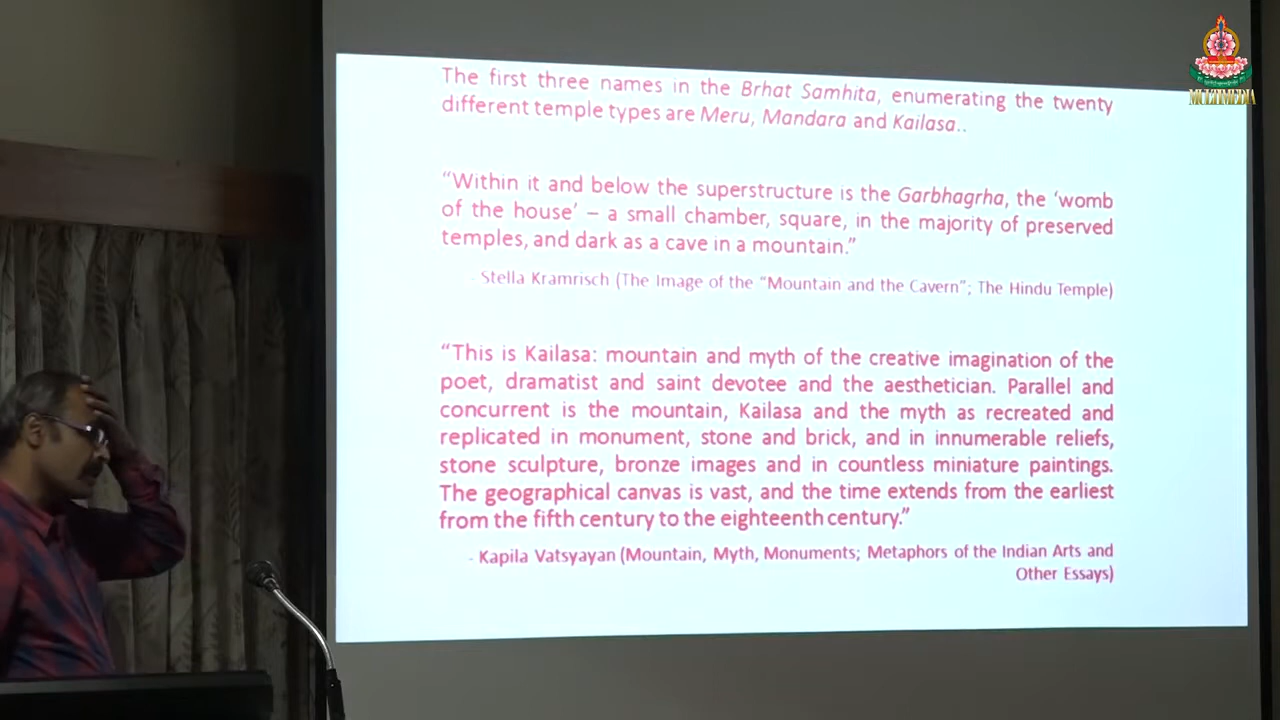 The first three names in the Brhat Samhita, enumerating the twenty
different temple types are Meru, Mandara and Kailasa..
“Within it and below the superstructure is the Garbhagrha, the ‘womb
of the house’ – a small chamber, square, in the majority of preserved
temples, and dark as a cave in a mountain.”
- Stella Kramrisch (The Image of the “Mountain and the Cavern”; The Hindu Temple)
“This is Kailasa: mountain and myth of the creative imagination of the
poet, dramatist and saint devotee and the aesthetician. Parallel and
concurrent is the mountain, Kailasa and the myth as recreated and
replicated in monument, stone and brick, and in innumerable reliefs,
stone sculpture, bronze images and in countless miniature paintings.
The geographical canvas is vast, and the time extends from the earliest
from the fifth century to the eighteenth century.”
- Kapila Vatsyayan (Mountain, Myth, Monuments; Metaphors of the Indian Arts and
Other Essays)
MULTIMEDIA